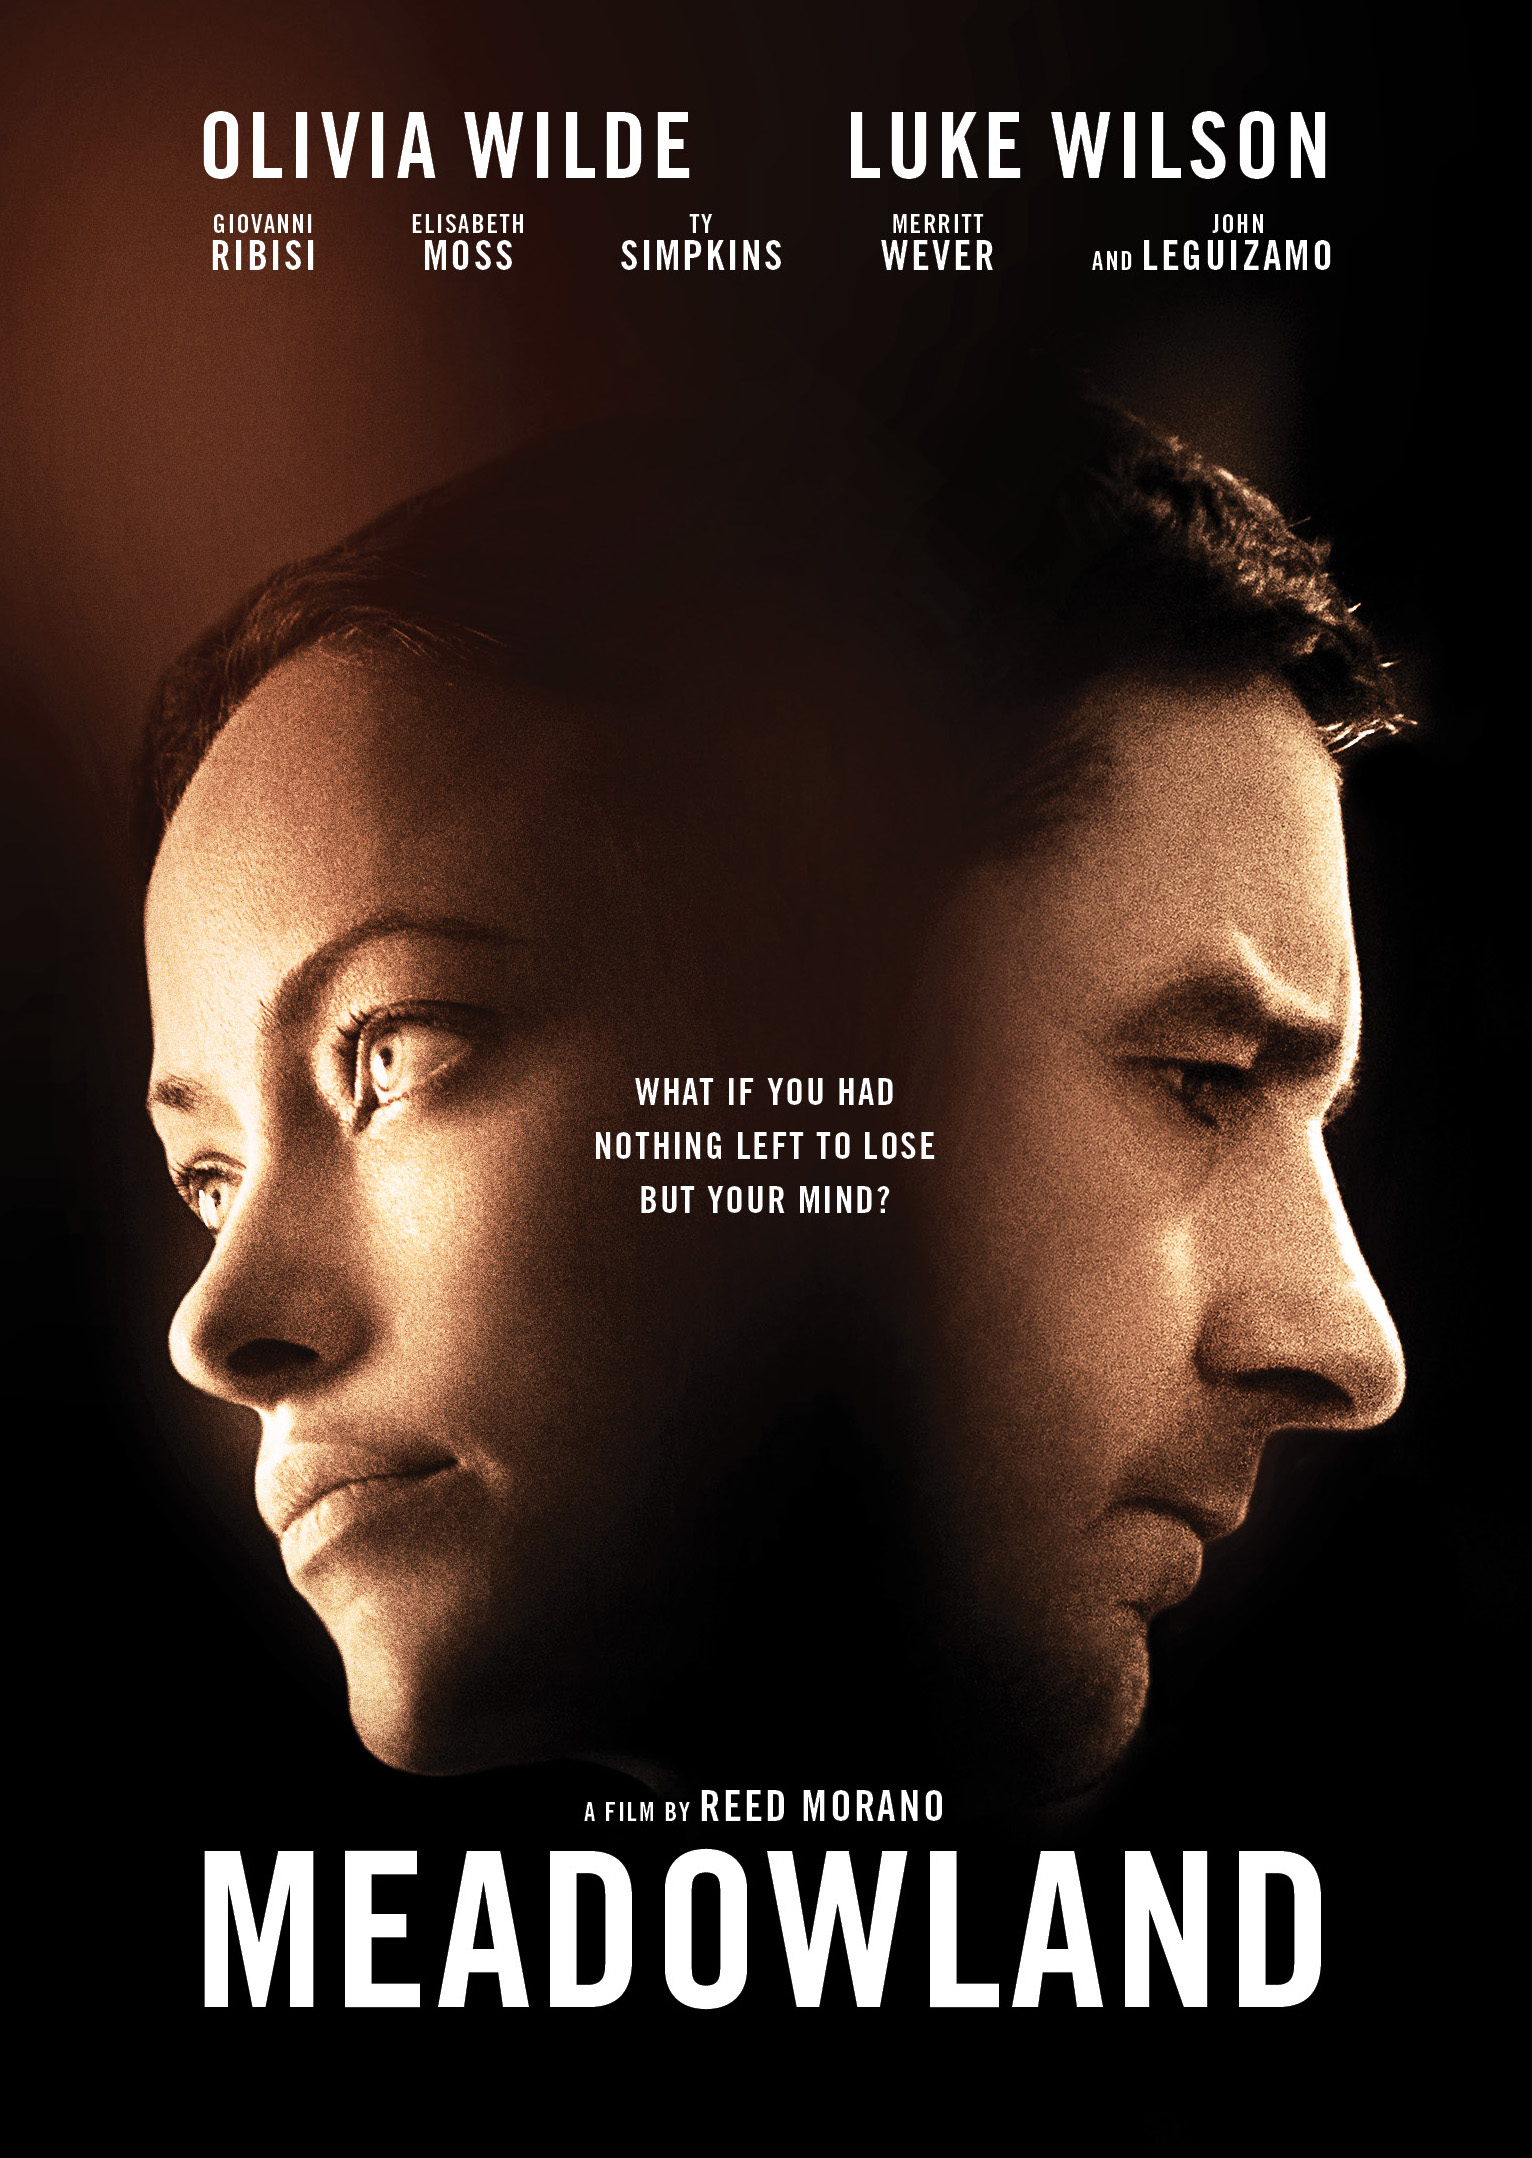 OLIVIA WILDE LUKE WILSON
GIOVANNI RIBISI ELISABETH MOSS TY SIMPKINS MERRITT WEVER AND JOHN LEGUIZAMO
WHAT IF YOU HAD
NOTHING LEFT TO LOSE
BUT YOUR MIND?
A FILM BY REED MORANO
MEADOWLAND